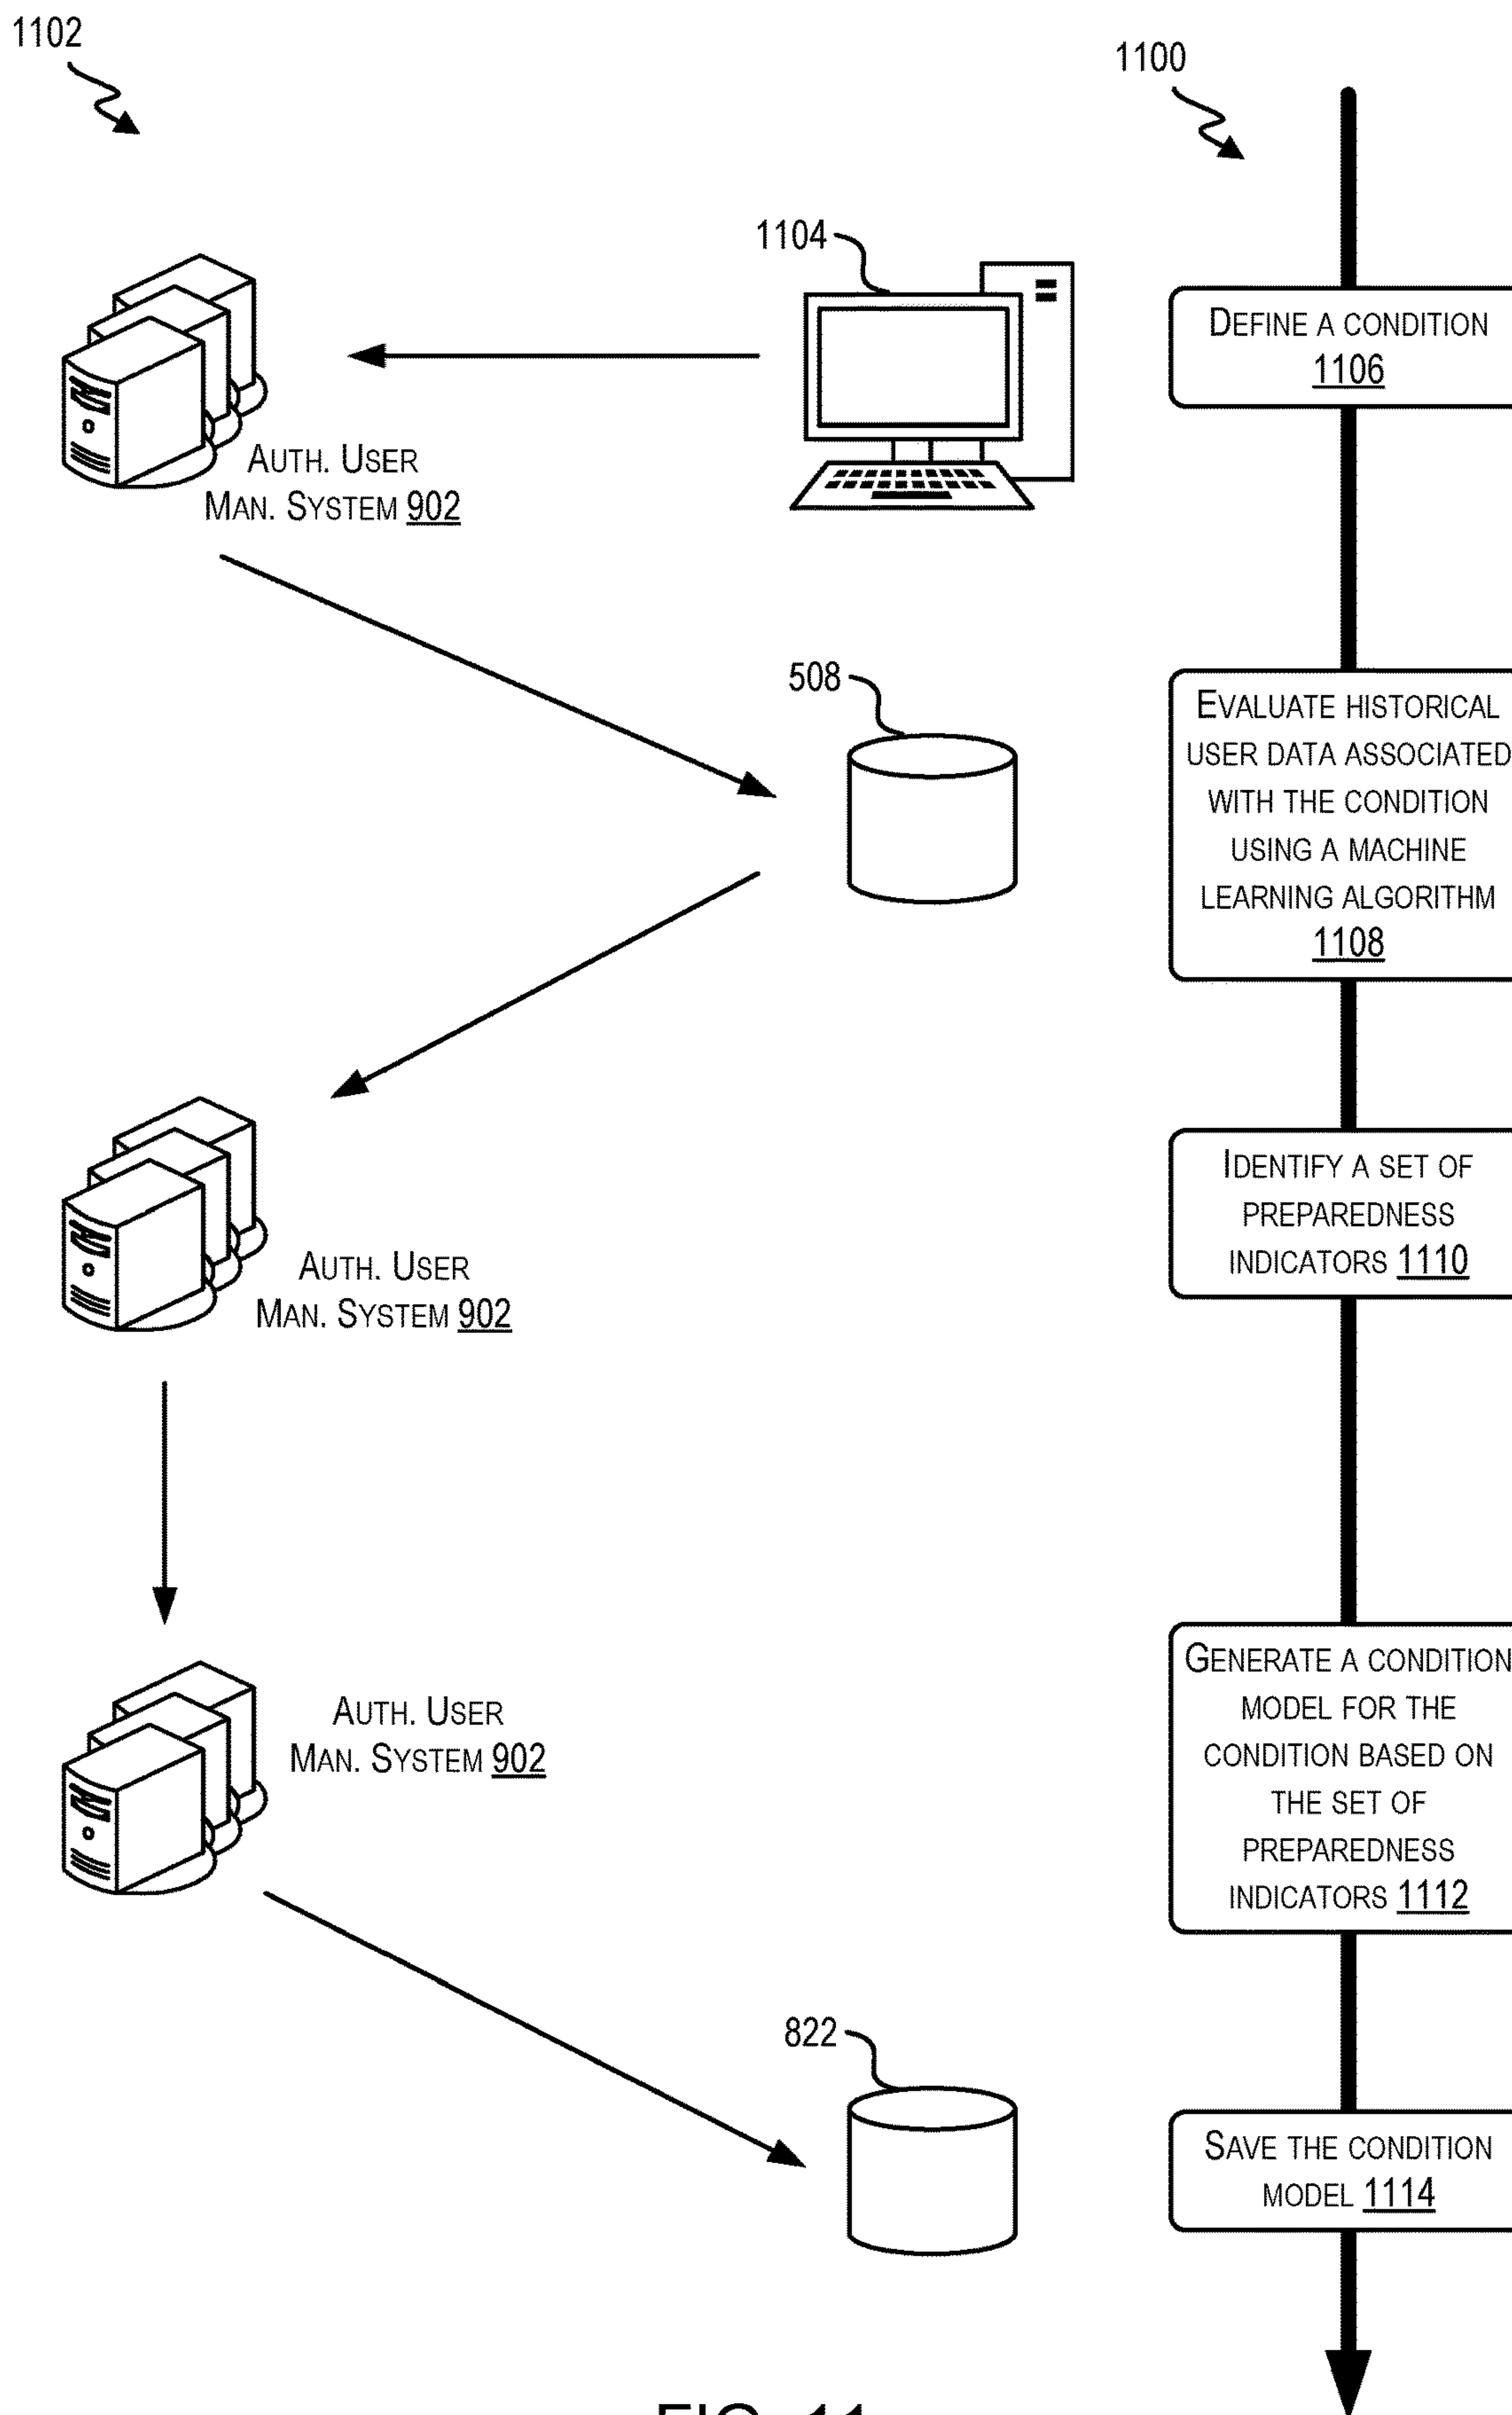 1102
1100
1104
DEFINE A CONDITION
1106
AUTH. USER
MAN. SYSTEM 902
508
EVALUATE HISTORICAL
USER DATA ASSOCIATED
WITH THE CONDITION
USING A MACHINE
LEARNING ALGORITHM
1108
IDENTIFY A SET OF
PREPAREDNESS
INDICATORS 1110
AUTH. USER
MAN. SYSTEM 902
GENERATE A CONDITION
MODEL FOR THE
CONDITION BASED ON
THE SET OF
PREPAREDNESS
INDICATORS 1112
AUTH. USER
MAN. SYSTEM 902
822
SAVE THE CONDITION
MODEL 1114
FIG. 11